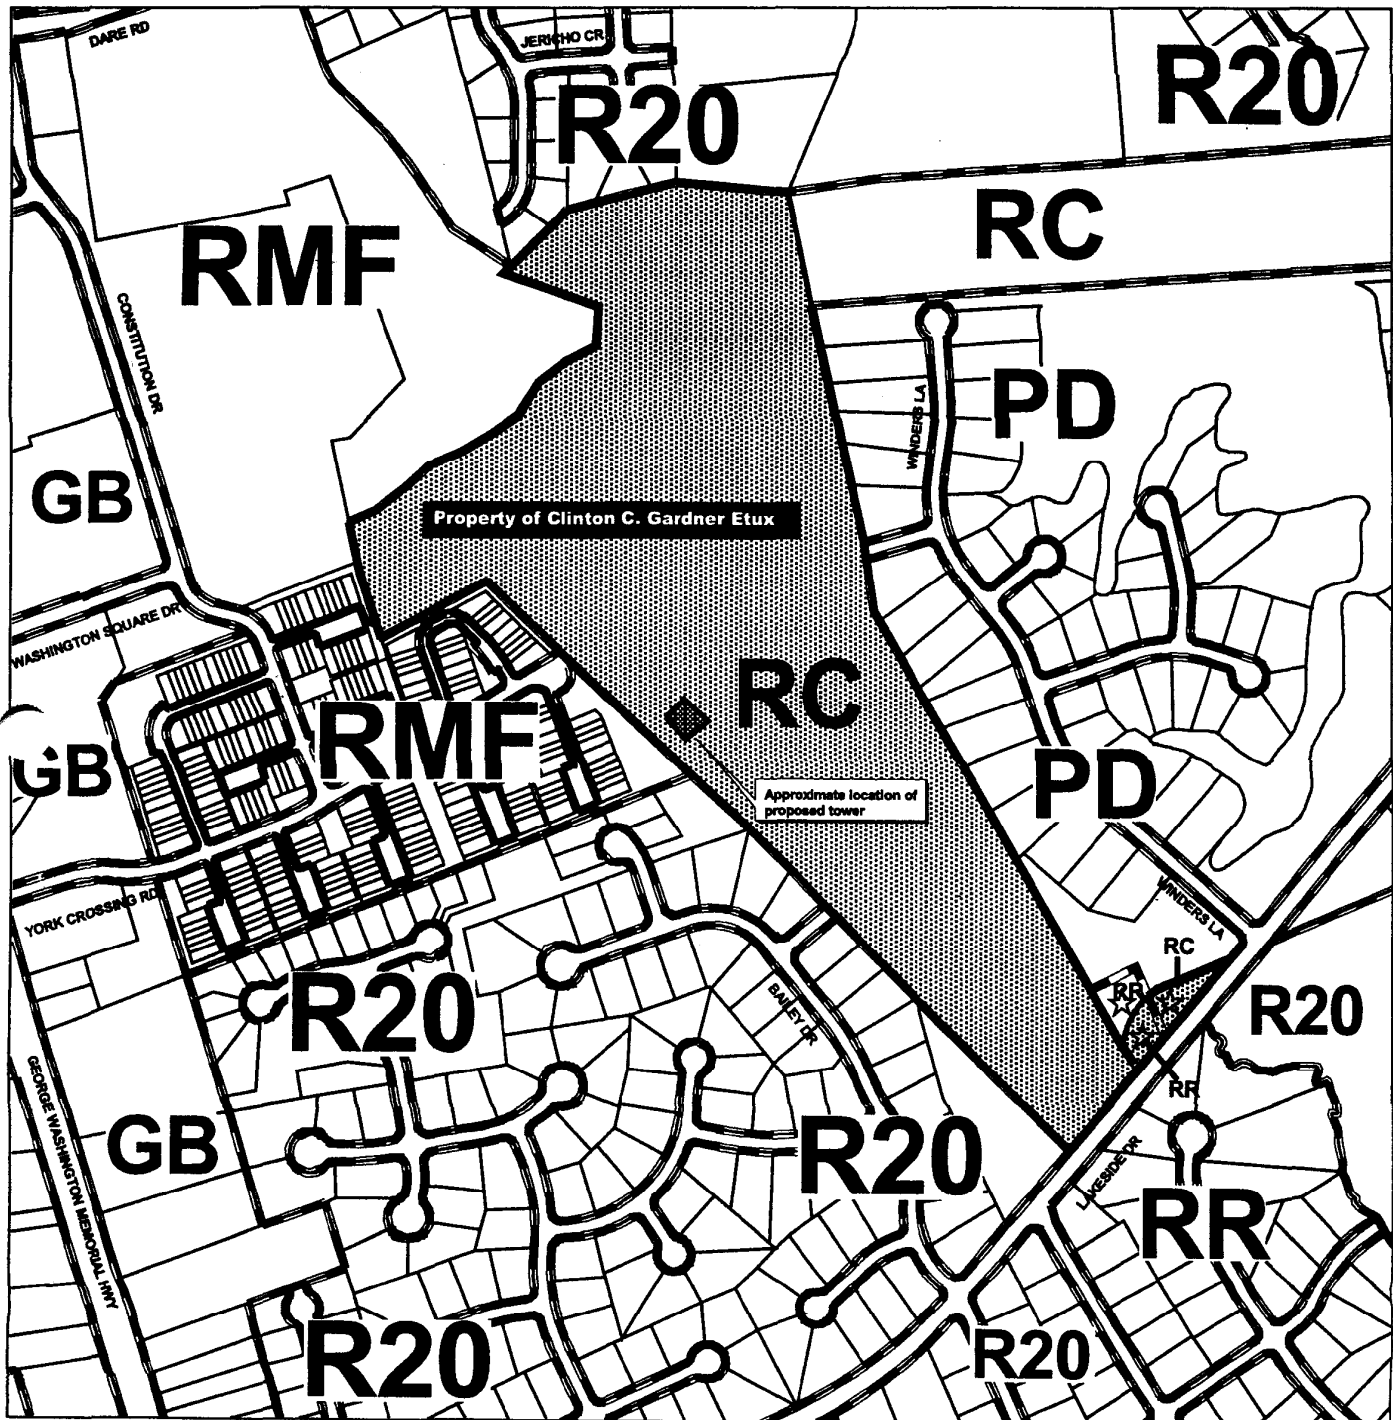 DARE RD
JERICHO CR
R20
R20
RC
RMF
CONSTITUTION DR
PD
WINDERS LA
GB
Property of Clinton C. Gardner Etux
WASHINGTON SQUARE DR
RC
RMF
GB
PD
Approximate location of
proposed tower
WINDERS LA
YORK CROSSING RD
RC
RR
R20
R20
BAILEY DR
GEORGE WASHINGTON MEMORIAL HWY
RR
GB
R20
LAKESIDE DR
RR
R20
R20